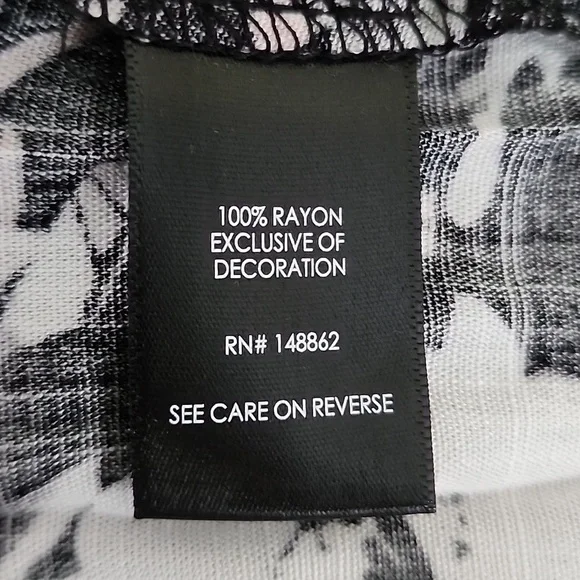 100% RAYON
EXCLUSIVE OF
DECORATION
RN# 148862
SEE CARE ON REVERSE